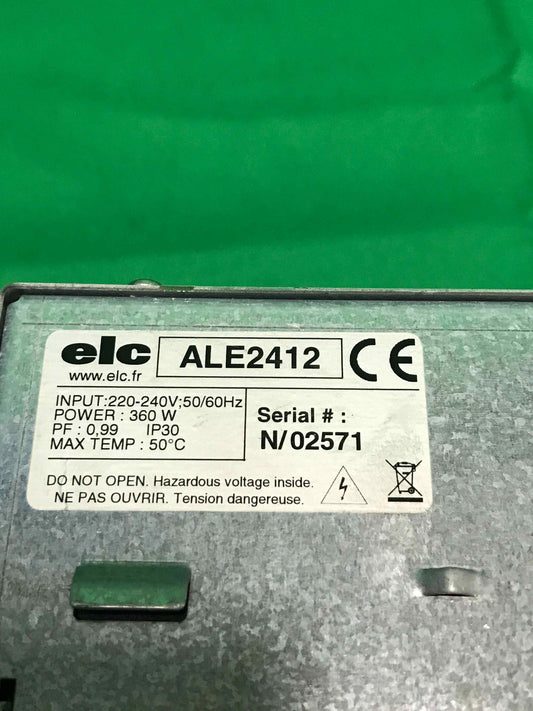 elc ALE2412 CE
www.elc.fr
INPUT:220-240V;50/60Hz
POWER : 360 W
PF : 0,99 IP30
MAX TEMP : 50°C
Serial # :
N/02571
DO NOT OPEN. Hazardous voltage inside.
NE PAS OUVRIR. Tension dangereuse.